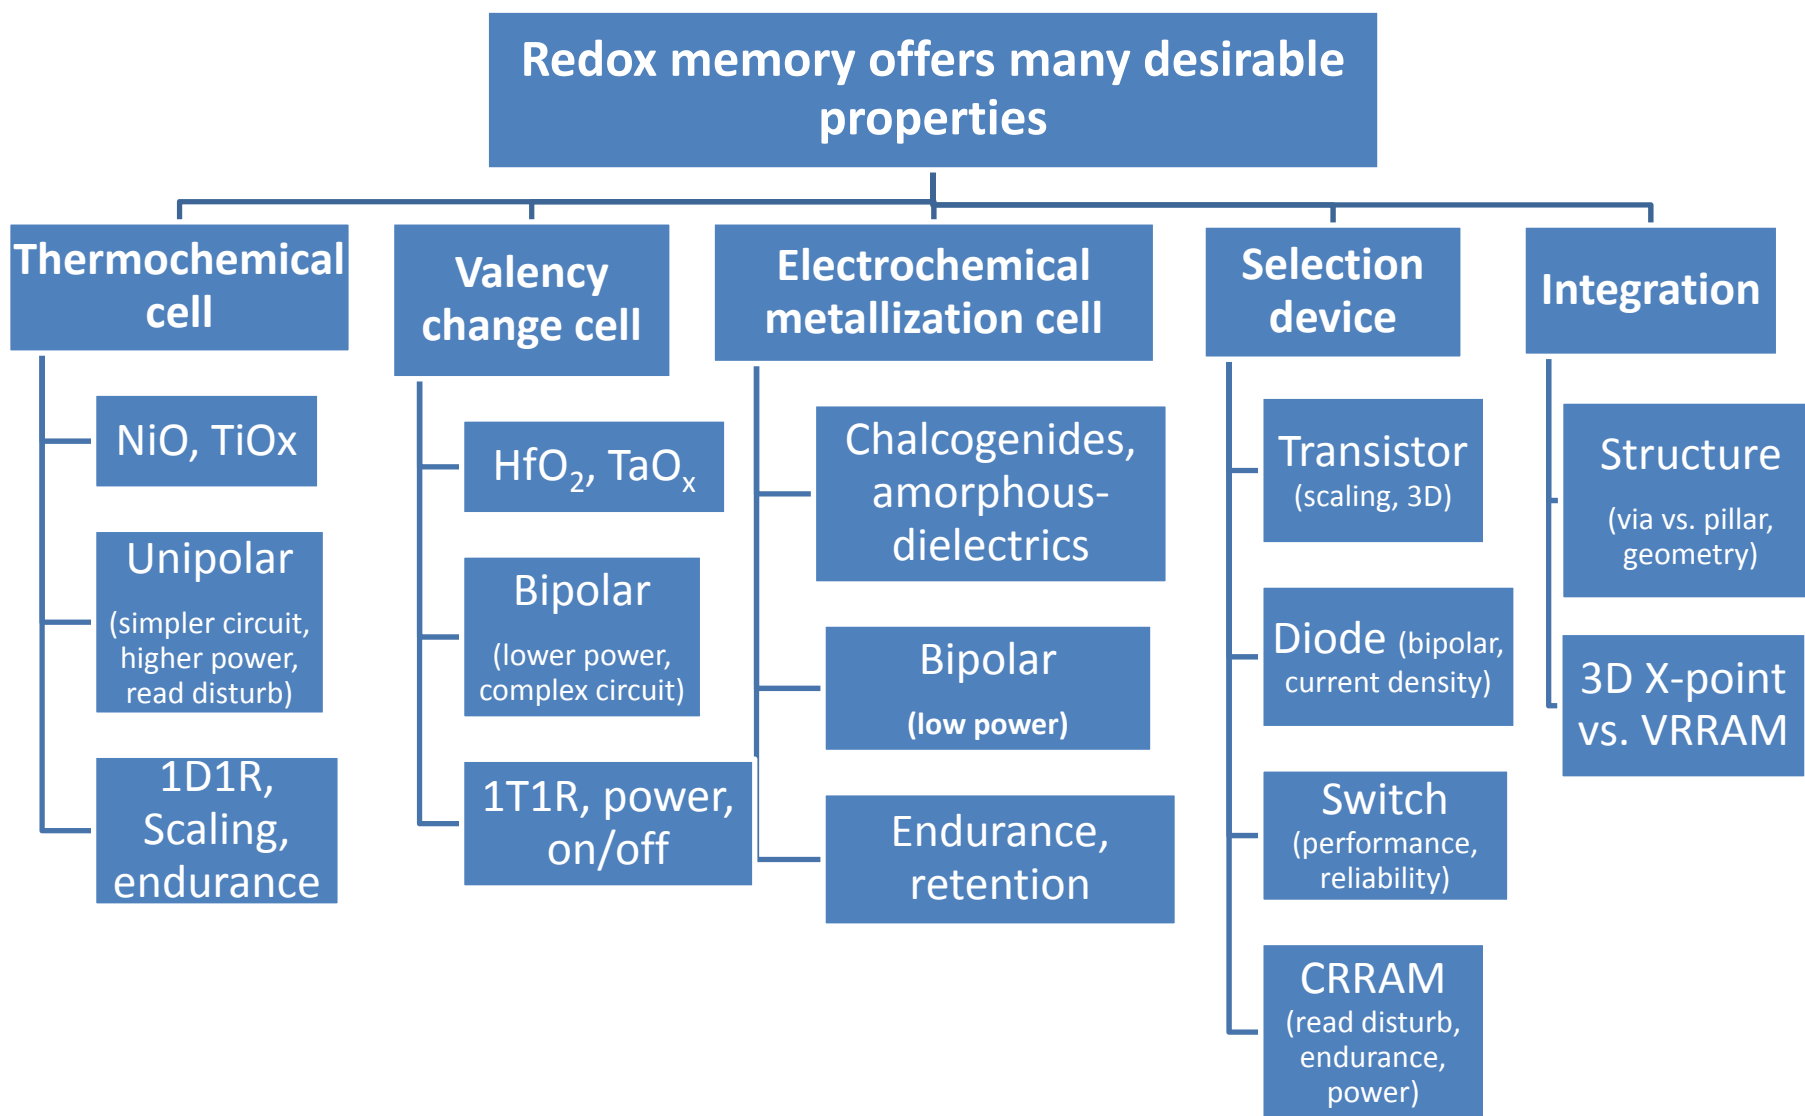 Redox memory offers many desirable
properties
Thermochemical
cell
NiO, TiOx
Unipolar
(simpler circuit,
higher power,
read disturb)
1D1R,
Scaling,
endurance
Valency
change cell
HfO₂, TaOₓ
Bipolar
(lower power,
complex circuit)
1T1R, power,
on/off
Electrochemical
metallization cell
Chalcogenides,
amorphous-
dielectrics
Bipolar
(low power)
Endurance,
retention
Selection
device
Transistor
(scaling, 3D)
Diode (bipolar,
current density)
Switch
(performance,
reliability)
CRRAM
(read disturb,
endurance,
power)
Integration
Structure
(via vs. pillar,
geometry)
3D X-point
vs. VRRAM